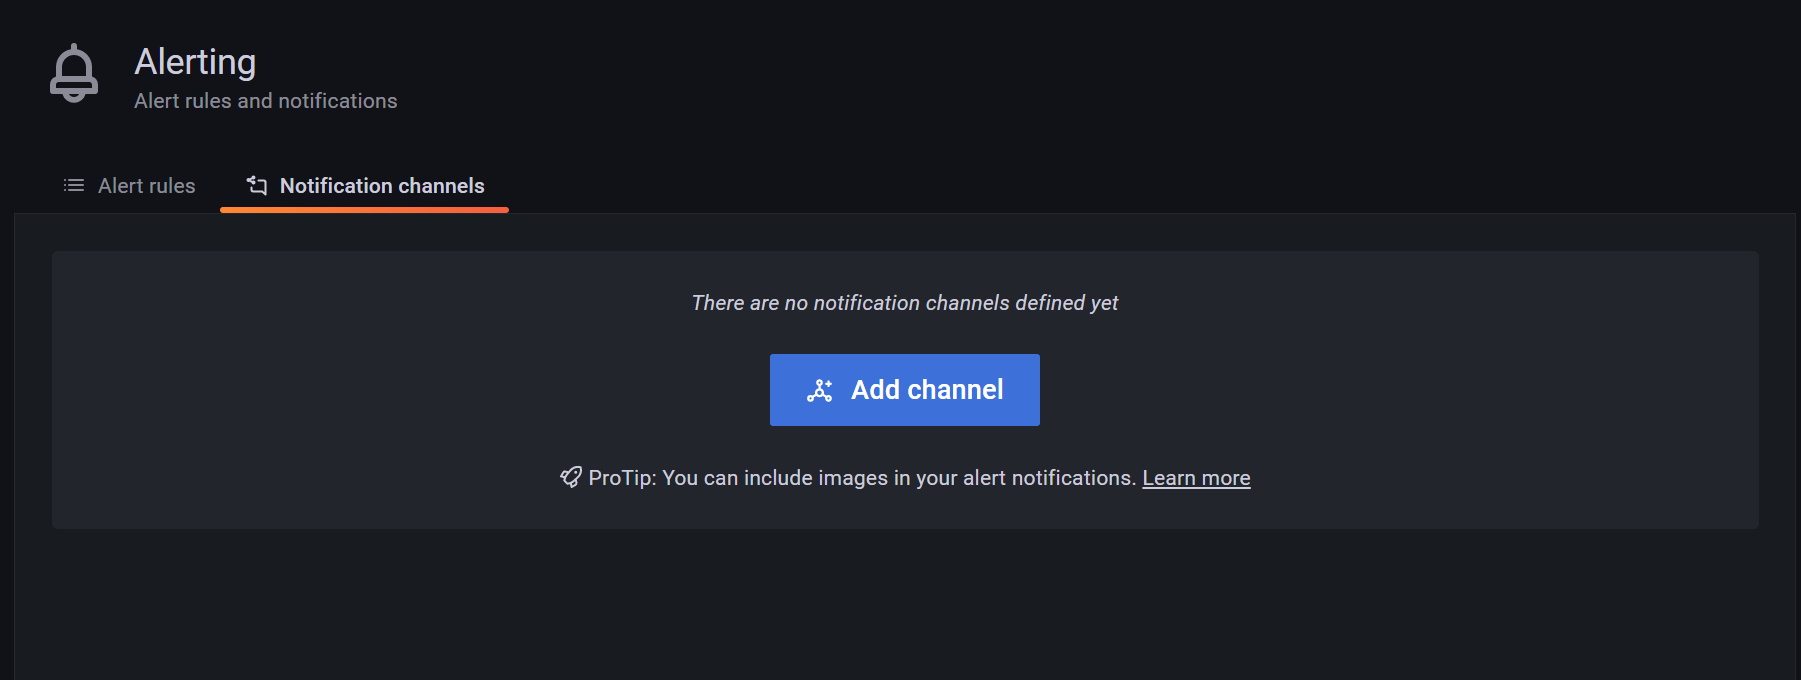 Alerting
Alert rules and notifications
Alert rules
Notification channels
There are no notification channels defined yet
Add channel
ProTip: You can include images in your alert notifications. Learn more